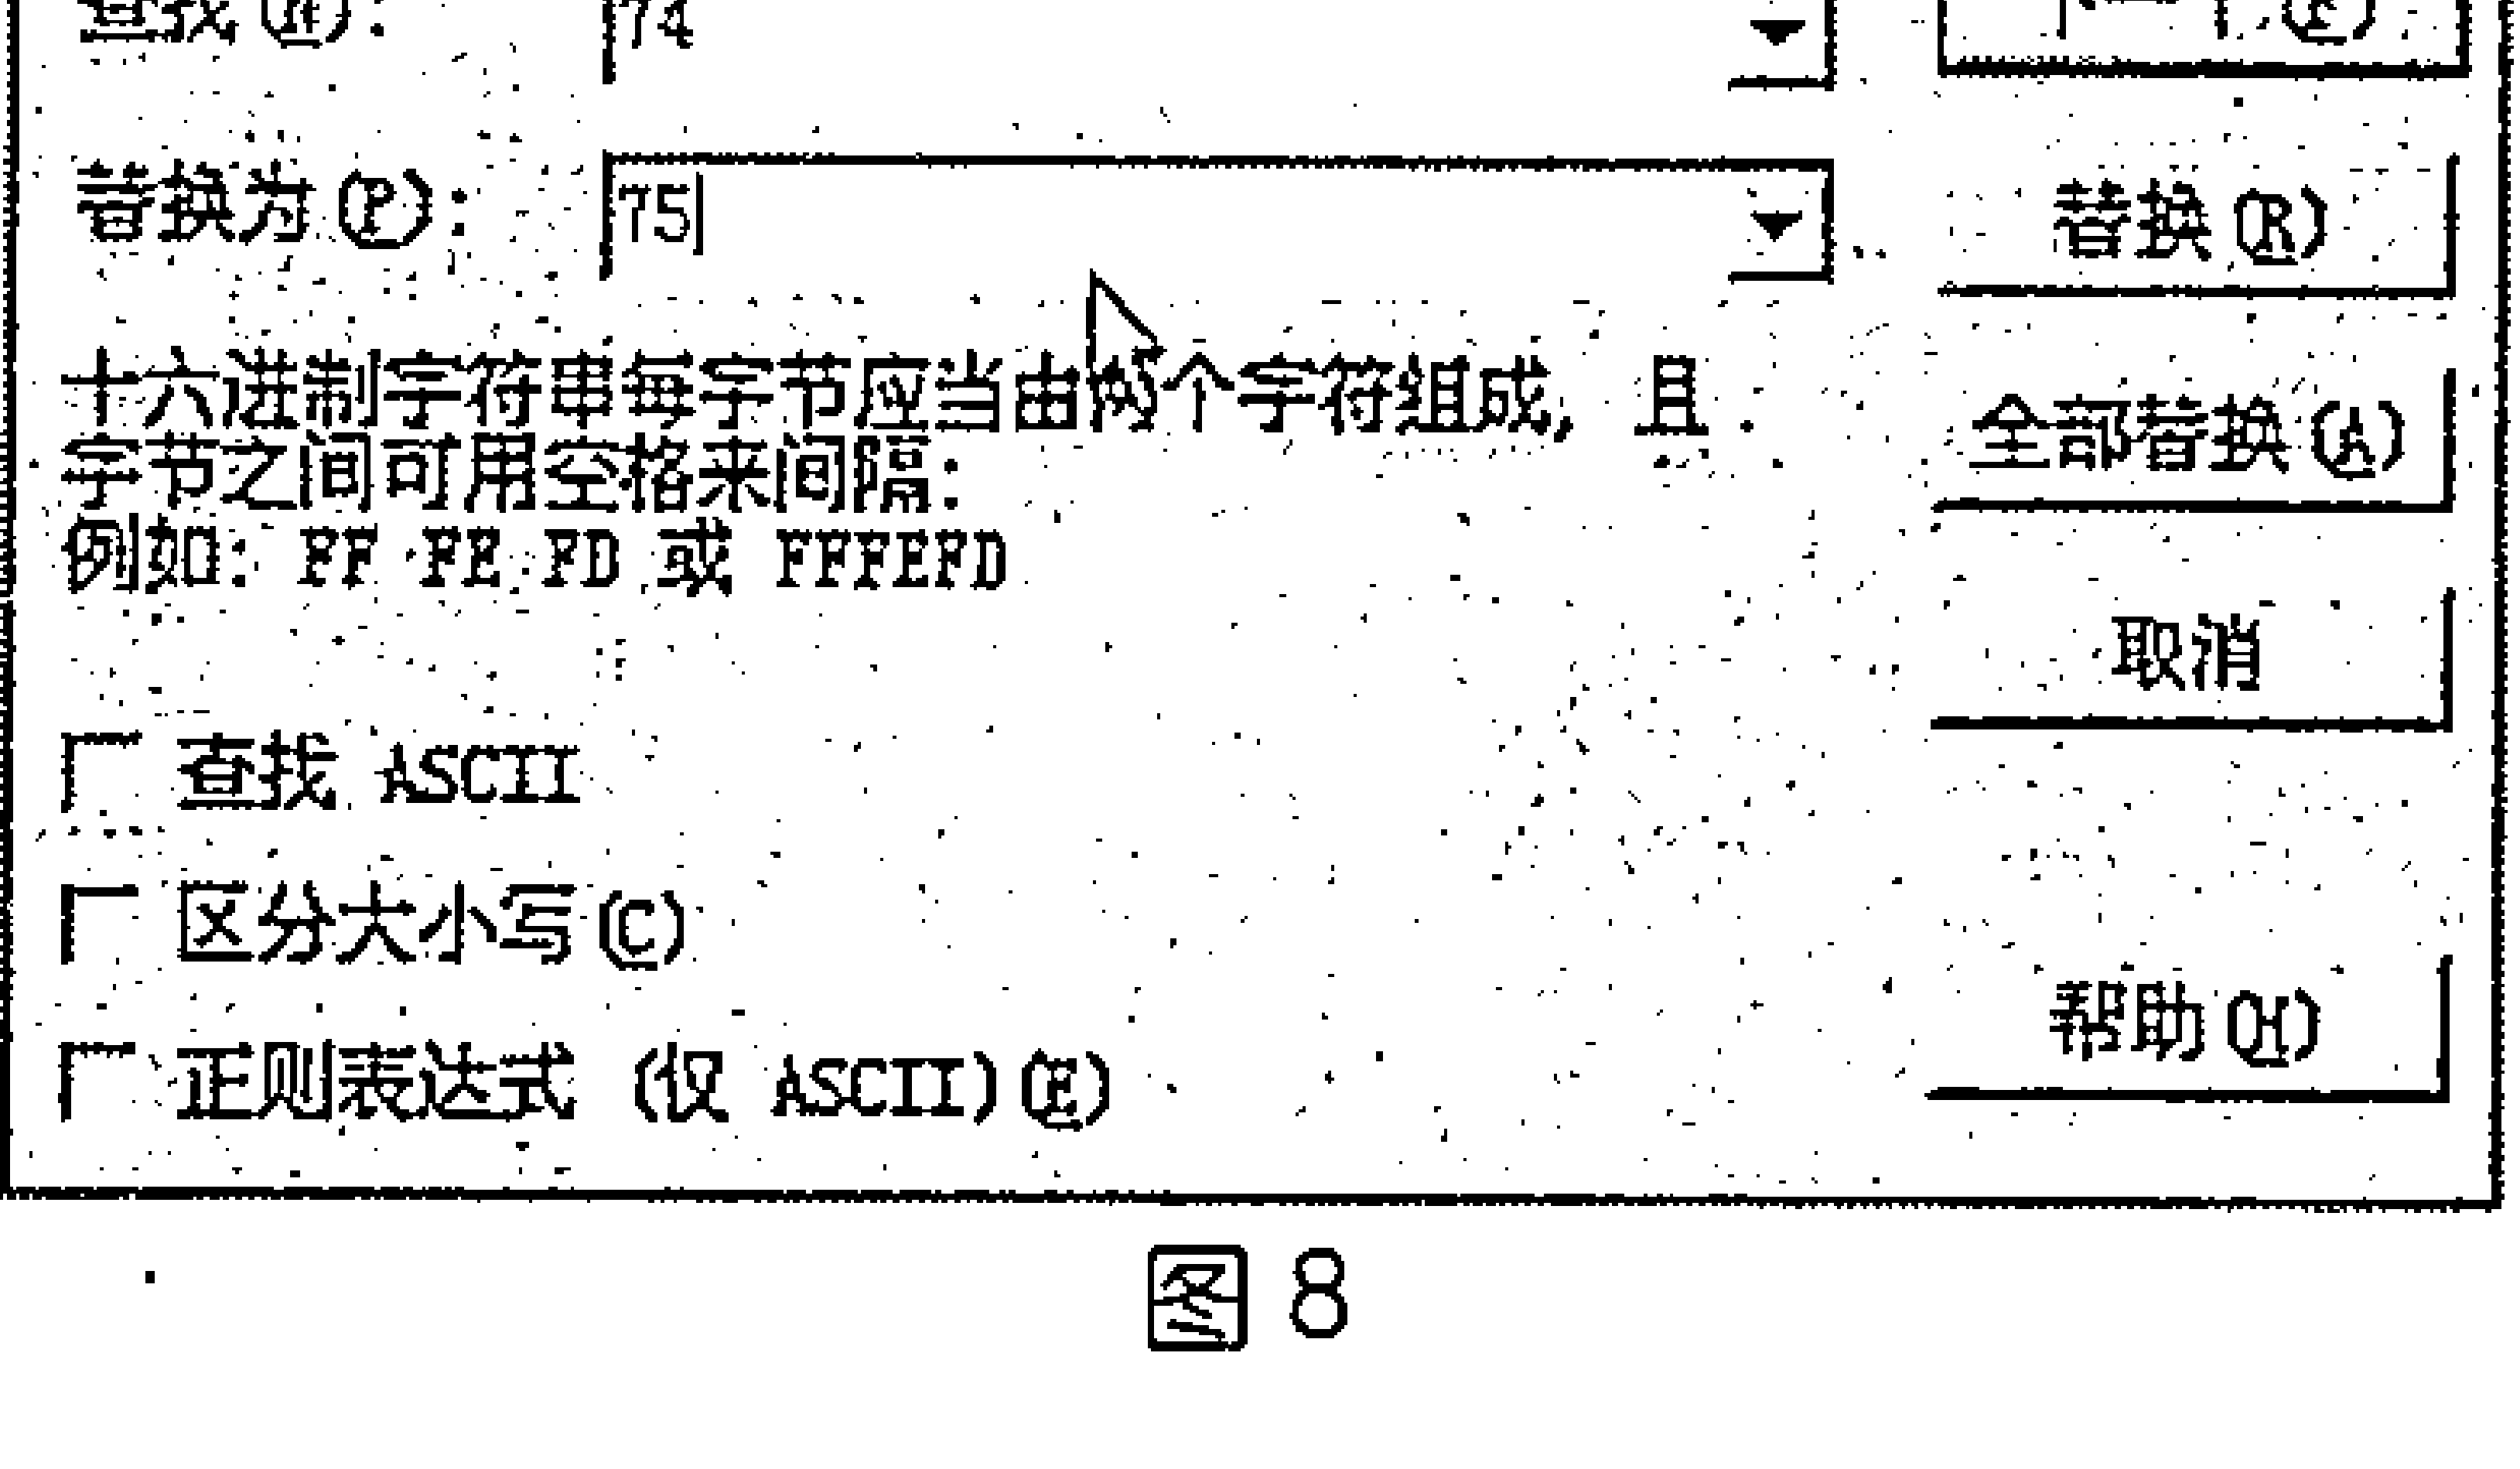 查找(N): 74
替换为(P): 75
替换(R)
十六进制字符串每字节应当由两个字符组成, 且
字节之间可用空格来间隔:
例如: FF FE FD 或 FFFEFD
全部替换(A)
取消
查找 ASCII
区分大小写(C)
正则表达式 (仅 ASCII)(E)
帮助(H)
图 8